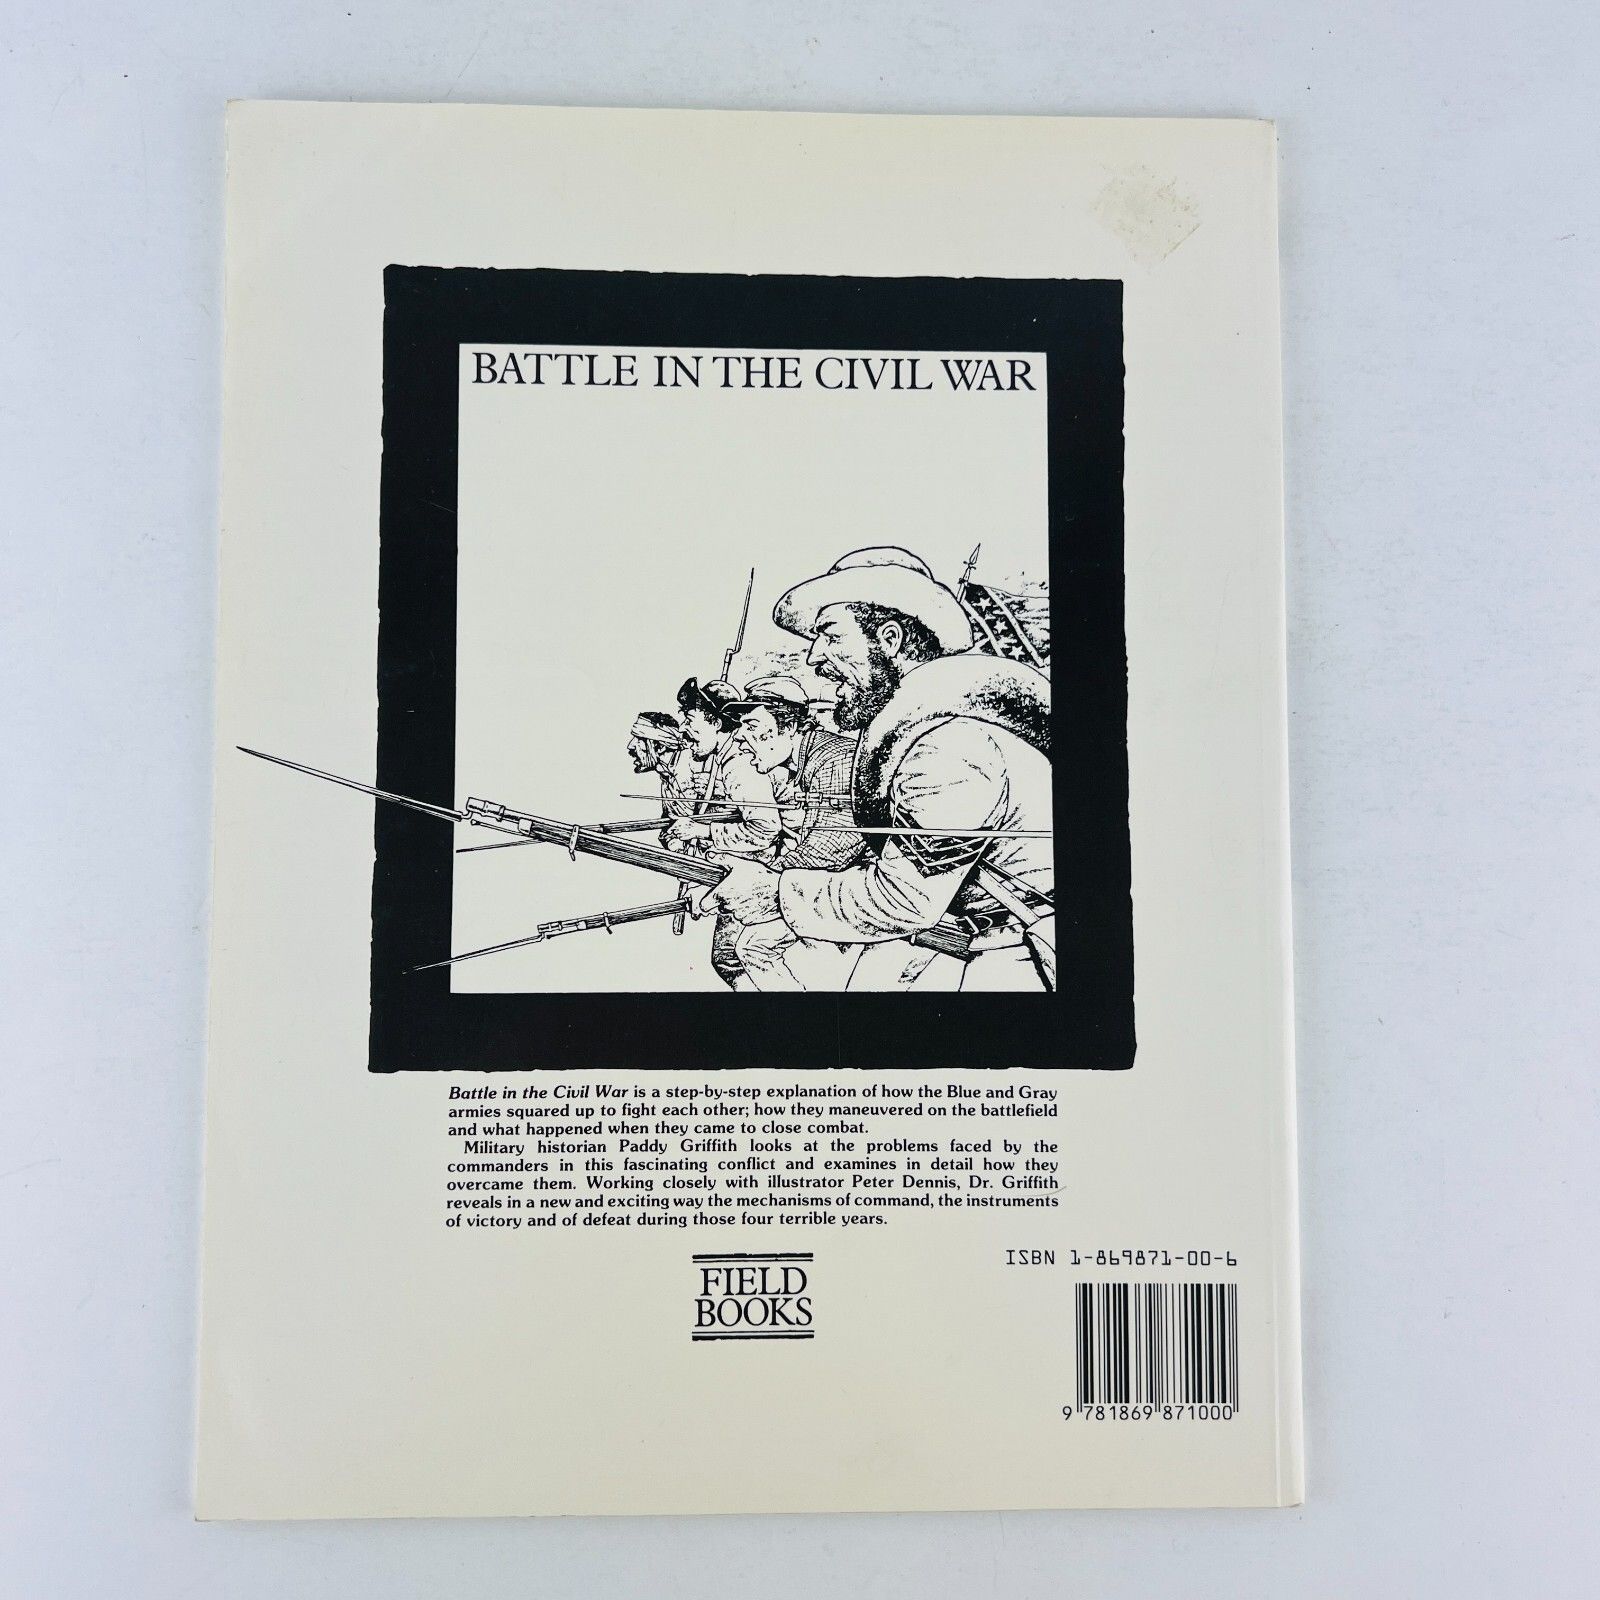 BATTLE IN THE CIVIL WAR
Battle in the Civil War is a step-by-step explanation of how the Blue and Gray
armies squared up to fight each other; how they maneuvered on the battlefield
and what happened when they came to close combat.
Military historian Paddy Griffith looks at the problems faced by the
commanders in this fascinating conflict and examines in detail how they
overcame them. Working closely with illustrator Peter Dennis, Dr. Griffith
reveals in a new and exciting way the mechanisms of command, the instruments
of victory and of defeat during those four terrible years.
FIELD
BOOKS
ISBN 1-869871-00-6
9 781869 871000